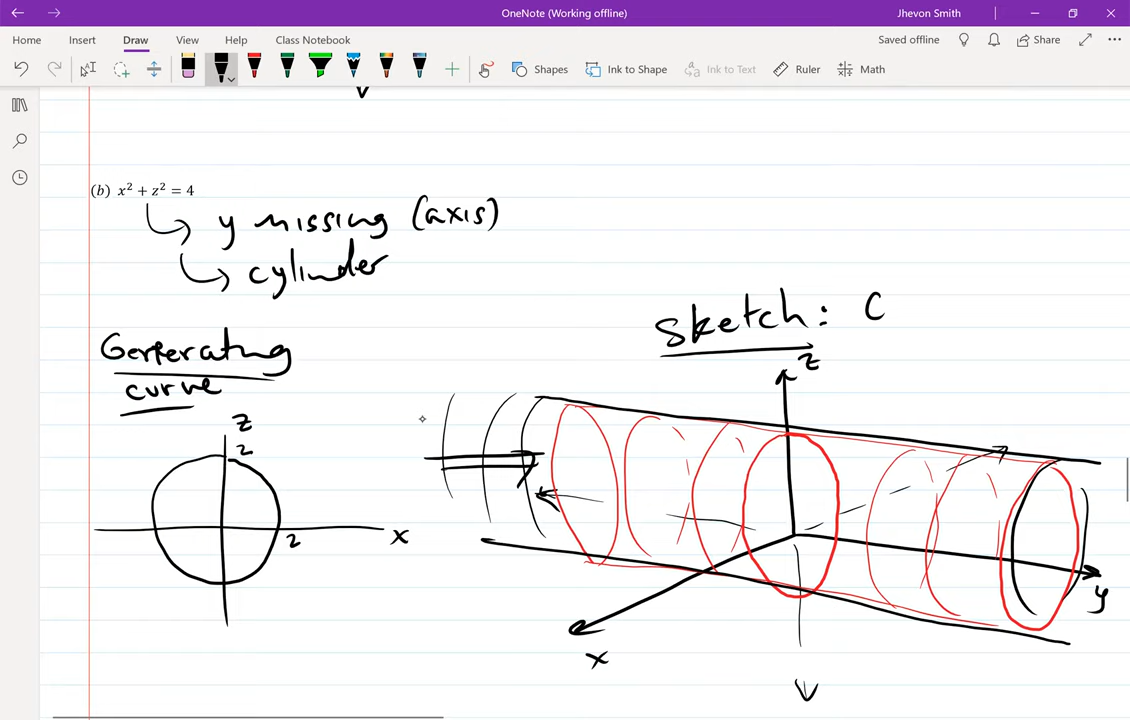 OneNote (Working offline)
Jhevon Smith
Home Insert Draw View Help Class Notebook
Saved offline
Share
Shapes Ink to Shape Ink to Text Ruler Math
(b) x² + z² = 4
y missing (axis)
cylinder
Generating
curve
Sketch: C
z
2
2
x
z
y
x